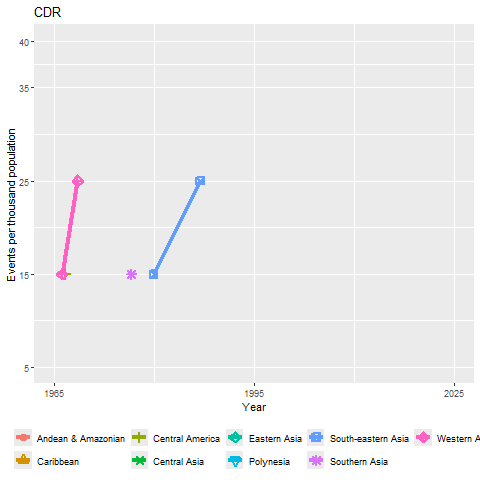 CDR
Events per thousand population
40
35
25
15
5
1965 1995 2025
Year
Andean & Amazonian Central America Eastern Asia South-eastern Asia Western A
Caribbean Central Asia Polynesia Southern Asia